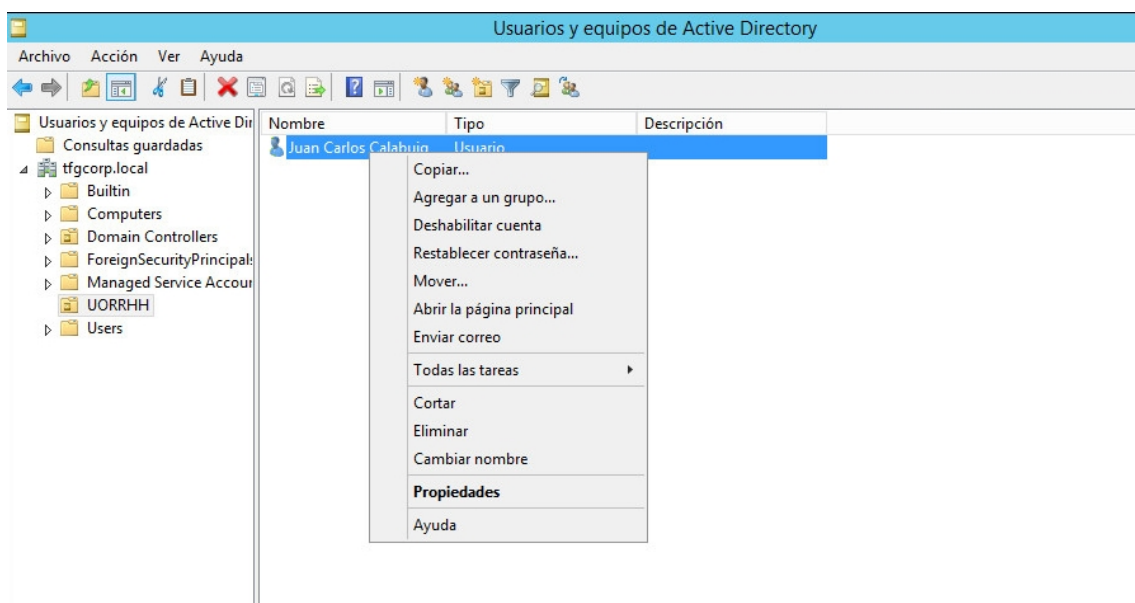 Usuarios y equipos de Active Directory
Archivo Acción Ver Ayuda
Usuarios y equipos de Active Dir
Consultas guardadas
tfgcorp.local
Builtin
Computers
Domain Controllers
ForeignSecurityPrincipals
Managed Service Accour
UORRHH
Users
Nombre Tipo Descripción
Juan Carlos Calabuig Usuario
Copiar...
Agregar a un grupo...
Deshabilitar cuenta
Restablecer contraseña...
Mover...
Abrir la página principal
Enviar correo
Todas las tareas
Cortar
Eliminar
Cambiar nombre
Propiedades
Ayuda